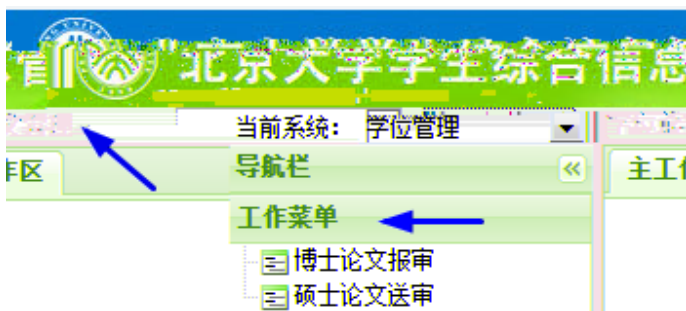 北京大学学生综合信息
当前系统： 学位管理
作区
导航栏
主工作
工作菜单
博士论文报审
硕士论文送审